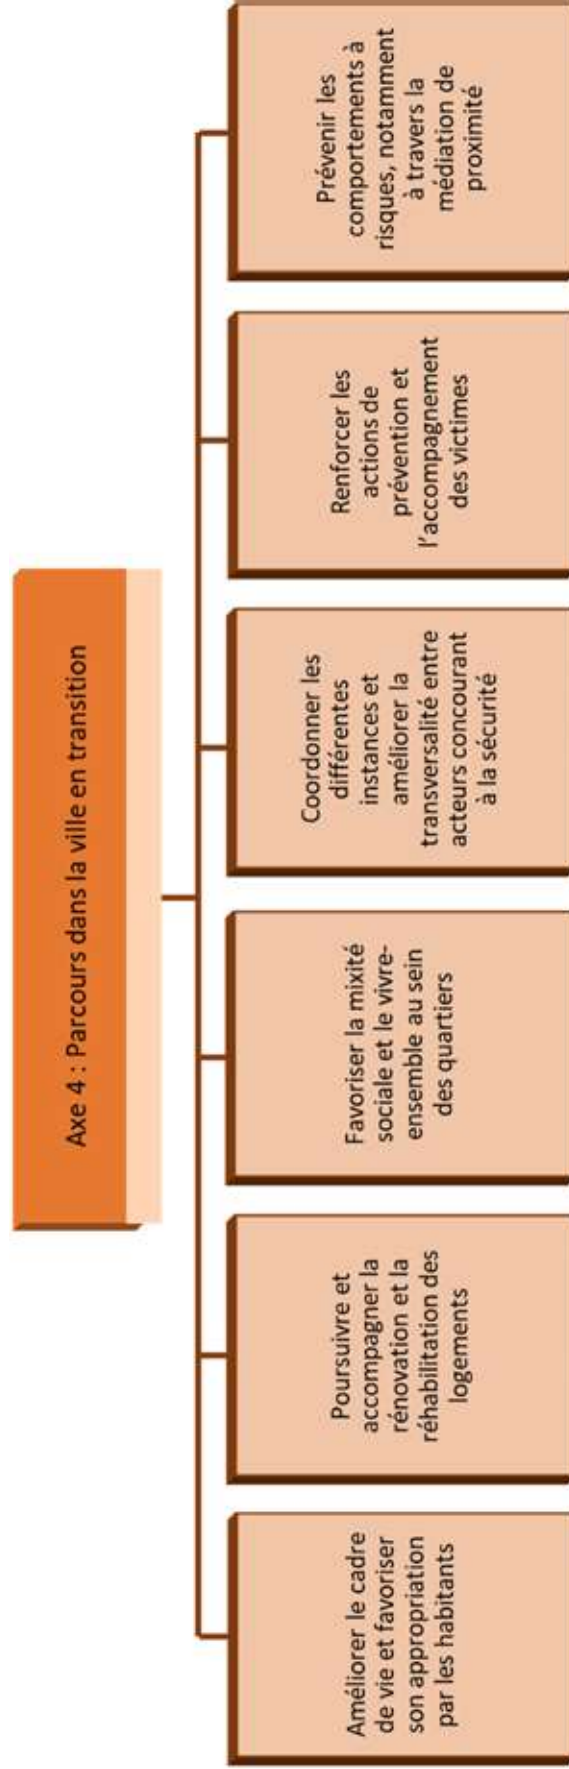 Axe 4 : Parcours dans la ville en transition
Améliorer le cadre
de vie et favoriser
son appropriation
par les habitants
Poursuivre et
accompagner la
rénovation et la
réhabilitation des
logements
Favoriser la mixité
sociale et le vivre-
ensemble au sein
des quartiers
Coordonner les
différentes
instances et
améliorer la
transversalité entre
acteurs concourant
à la sécurité
Renforcer les
actions de
prévention et
l'accompagnement
des victimes
Prévenir les
comportements à
risques, notamment
à travers la
médiation de
proximité